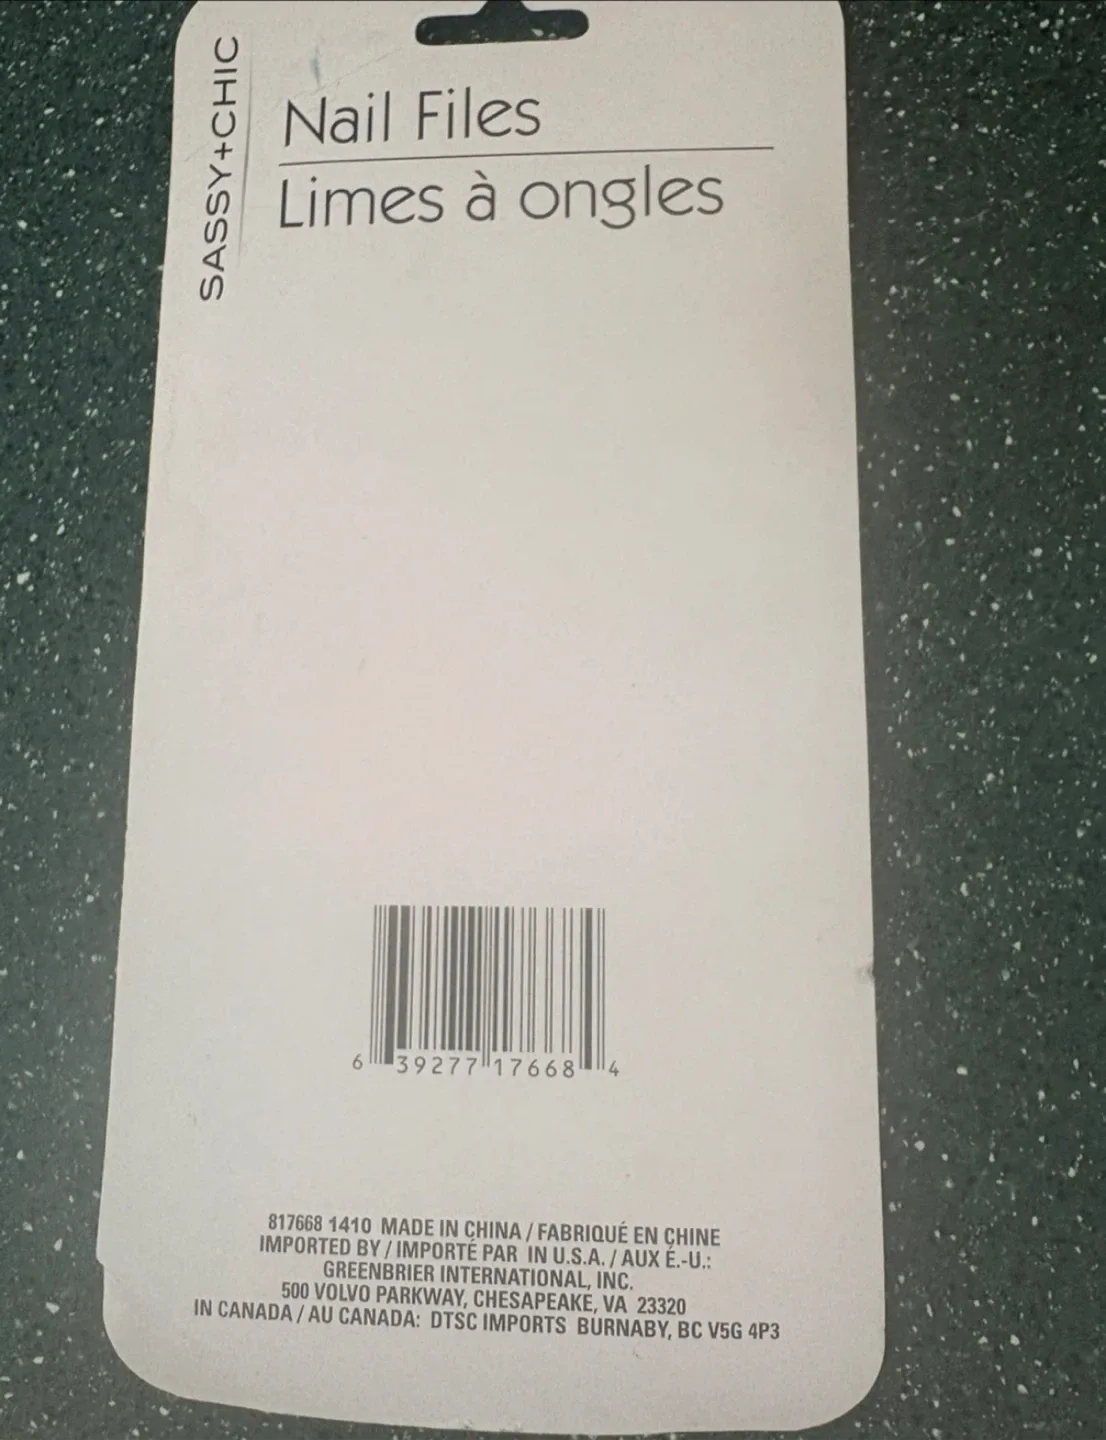 SASSY+CHIC
Nail Files
Limes à ongles
6 39277 17668 4
817668 1410 MADE IN CHINA / FABRIQUÉ EN CHINE
IMPORTED BY / IMPORTÉ PAR IN U.S.A. / AUX É.-U.:
GREENBRIER INTERNATIONAL, INC.
500 VOLVO PARKWAY, CHESAPEAKE, VA 23320
IN CANADA / AU CANADA: DTSC IMPORTS BURNABY, BC V5G 4P3